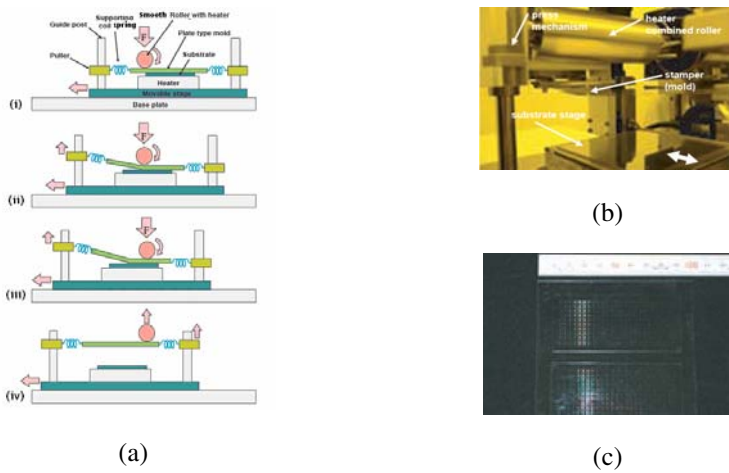 Guide post
Supporting coil spring
Smooth Roller with heater
Plate type mold
Substrate
Puller
F
Heater
Movable stage
Base plate
(i)
F
(ii)
F
(iii)
(iv)
(a)
press mechanism
heater combined roller
stamper (mold)
substrate stage
(b)
(c)